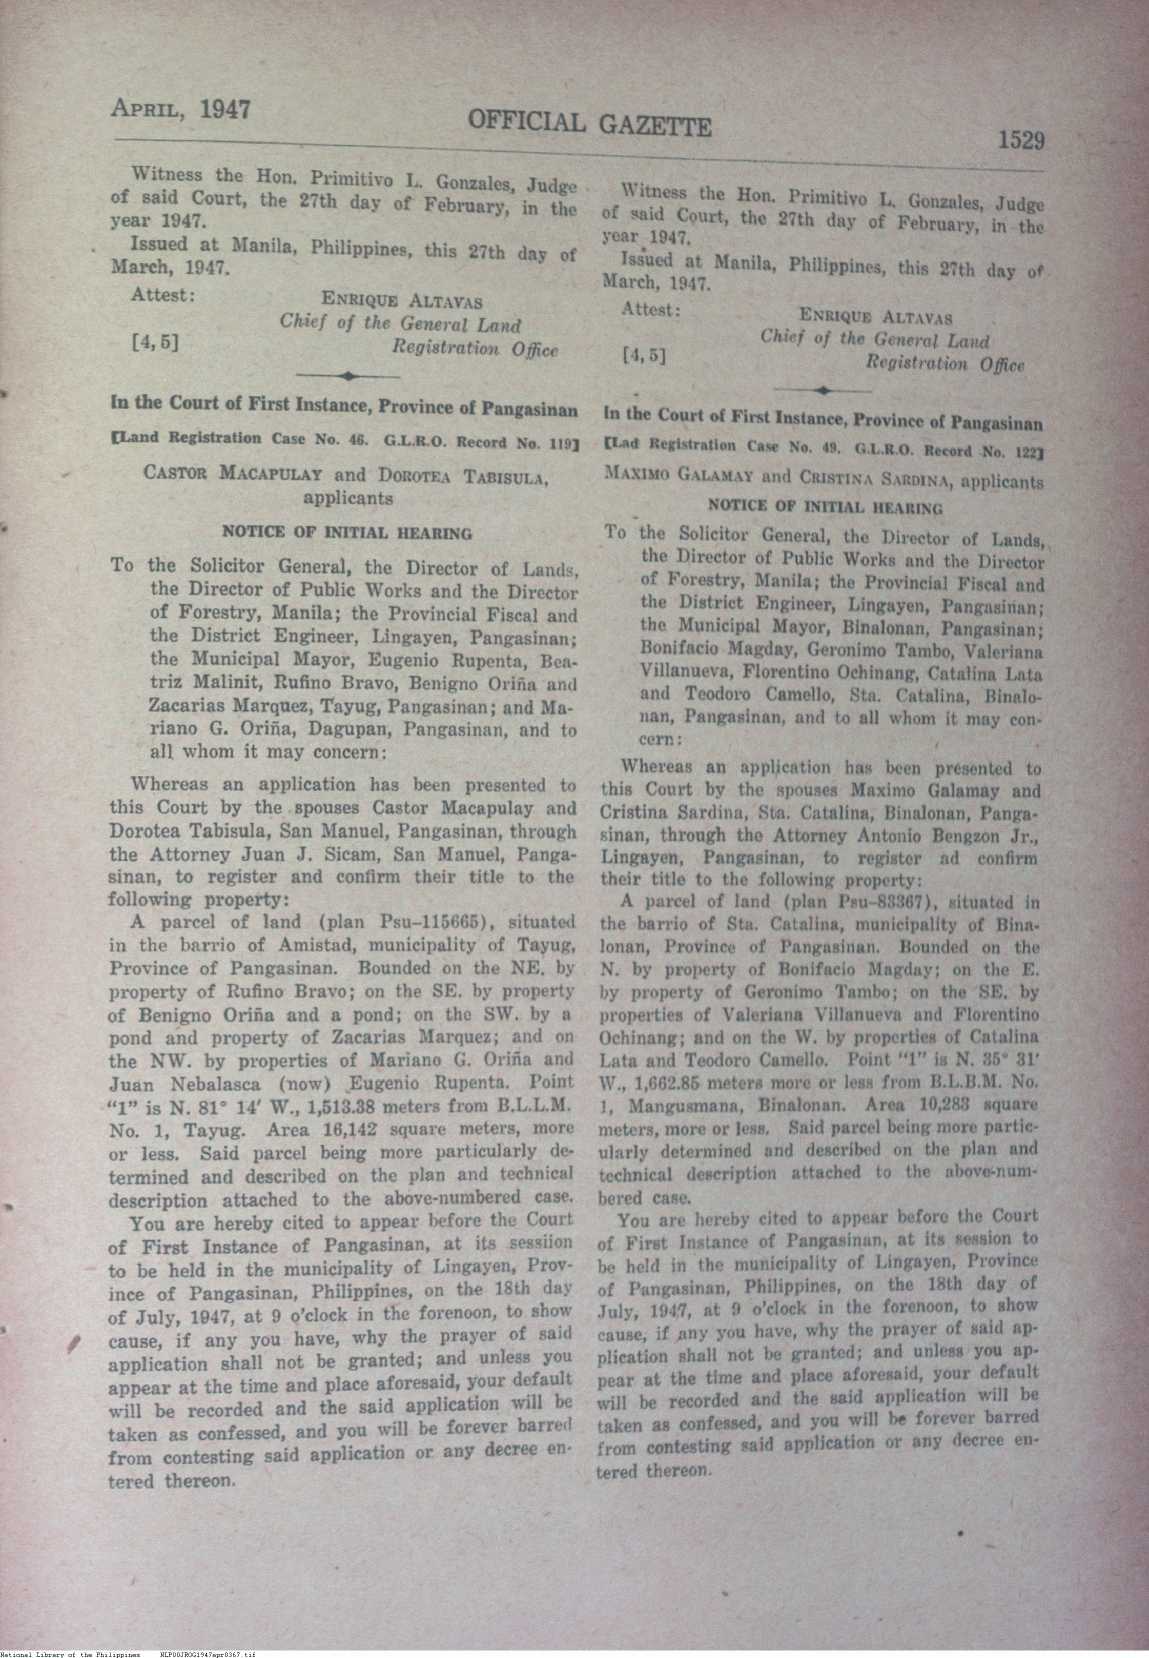 APRIL, 1947
OFFICIAL GAZETTE
1529
Witness the Hon. Primitivo L. Gonzales, Judge
of said Court, the 27th day of February, in the
year 1947.
Issued at Manila, Philippines, this 27th day of
March, 1947.
Attest:
ENRIQUE ALTAVAS
Chief of the General Land
[4, 5]
Registration Office
In the Court of First Instance, Province of Pangasinan
[Land Registration Case No. 46. G.L.R.O. Record No. 119]
CASTOR MACAPULAY and DOROTEA TABISULA,
applicants
NOTICE OF INITIAL HEARING
To the Solicitor General, the Director of Lands,
the Director of Public Works and the Director
of Forestry, Manila; the Provincial Fiscal and
the District Engineer, Lingayen, Pangasinan;
the Municipal Mayor, Eugenio Rupenta, Bea-
triz Malinit, Rufino Bravo, Benigno Oriña and
Zacarias Marquez, Tayug, Pangasinan; and Ma-
riano G. Oriña, Dagupan, Pangasinan, and to
all whom it may concern:
Whereas an application has been presented to
this Court by the spouses Castor Macapulay and
Dorotea Tabisula, San Manuel, Pangasinan, through
the Attorney Juan J. Sicam, San Manuel, Panga-
sinan, to register and confirm their title to the
following property:
A parcel of land (plan Psu-115665), situated
in the barrio of Amistad, municipality of Tayug,
Province of Pangasinan. Bounded on the NE. by
property of Rufino Bravo; on the SE. by property
of Benigno Oriña and a pond; on the SW. by a
pond and property of Zacarias Marquez; and on
the NW. by properties of Mariano G. Oriña and
Juan Nebalasca (now) Eugenio Rupenta. Point
"1" is N. 81° 14' W., 1,513.38 meters from B.L.L.M.
No. 1, Tayug. Area 16,142 square meters, more
or less. Said parcel being more particularly de-
termined and described on the plan and technical
description attached to the above-numbered case.
You are hereby cited to appear before the Court
of First Instance of Pangasinan, at its sessiion
to be held in the municipality of Lingayen, Prov-
ince of Pangasinan, Philippines, on the 18th day
of July, 1947, at 9 o'clock in the forenoon, to show
cause, if any you have, why the prayer of said
application shall not be granted; and unless you
appear at the time and place aforesaid, your default
will be recorded and the said application will be
taken as confessed, and you will be forever barred
from contesting said application or any decree en-
tered thereon.
Witness the Hon. Primitivo L. Gonzales, Judge
of said Court, the 27th day of February, in the
year 1947.
Issued at Manila, Philippines, this 27th day of
March, 1947.
Attest:
ENRIQUE ALTAVAS
Chief of the General Land
[4, 5]
Registration Office
In the Court of First Instance, Province of Pangasinan
[Lad Registration Case No. 49. G.L.R.O. Record No. 122]
MAXIMO GALAMAY and CRISTINA SARDINA, applicants
NOTICE OF INITIAL HEARING
To the Solicitor General, the Director of Lands,
the Director of Public Works and the Director
of Forestry, Manila; the Provincial Fiscal and
the District Engineer, Lingayen, Pangasinan;
the Municipal Mayor, Binalonan, Pangasinan;
Bonifacio Magday, Geronimo Tambo, Valeriana
Villanueva, Florentino Ochinang, Catalina Lata
and Teodoro Camello, Sta. Catalina, Binalo-
nan, Pangasinan, and to all whom it may con-
cern:
Whereas an application has been presented to
this Court by the spouses Maximo Galamay and
Cristina Sardina, Sta. Catalina, Binalonan, Panga-
sinan, through the Attorney Antonio Bengzon Jr.,
Lingayen, Pangasinan, to register ad confirm
their title to the following property:
A parcel of land (plan Psu-83367), situated in
the barrio of Sta. Catalina, municipality of Bina-
lonan, Province of Pangasinan. Bounded on the
N. by property of Bonifacio Magday; on the E.
by property of Geronimo Tambo; on the SE. by
properties of Valeriana Villanueva and Florentino
Ochinang; and on the W. by properties of Catalina
Lata and Teodoro Camello. Point "1" is N. 35° 31'
W., 1,662.85 meters more or less from B.L.B.M. No.
1, Mangusmana, Binalonan. Area 10,283 square
meters, more or less. Said parcel being more partic-
ularly determined and described on the plan and
technical description attached to the above-num-
bered case.
You are hereby cited to appear before the Court
of First Instance of Pangasinan, at its session to
be held in the municipality of Lingayen, Province
of Pangasinan, Philippines, on the 18th day of
July, 1947, at 9 o'clock in the forenoon, to show
cause, if any you have, why the prayer of said ap-
plication shall not be granted; and unless you ap-
pear at the time and place aforesaid, your default
will be recorded and the said application will be
taken as confessed, and you will be forever barred
from contesting said application or any decree en-
tered thereon.
National Library of the Philippines NLP00JROG1947apr0367.tif